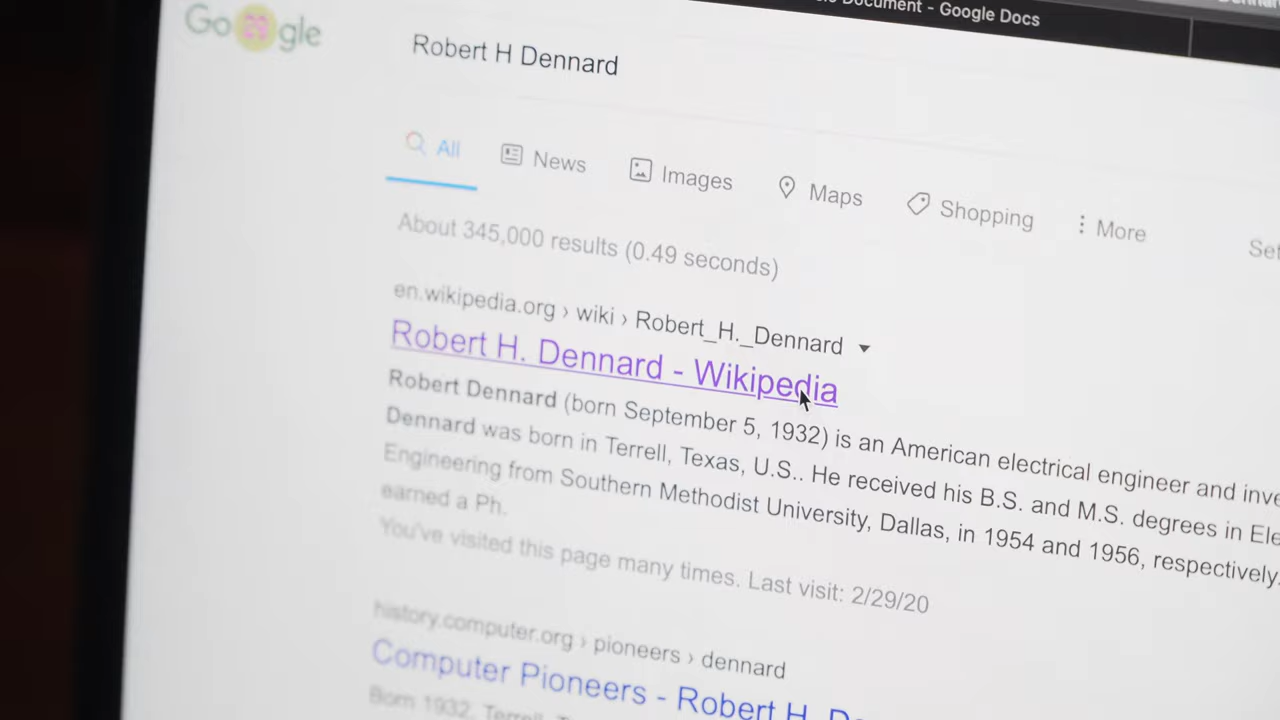 Document - Google Docs
Google
Robert H Dennard
All News Images Maps Shopping More
About 345,000 results (0.49 seconds)
en.wikipedia.org › wiki › Robert_H._Dennard
Robert H. Dennard - Wikipedia
Robert Dennard (born September 5, 1932) is an American electrical engineer and
Dennard was born in Terrell, Texas, U.S.. He received his B.S. and M.S. degrees in
Engineering from Southern Methodist University, Dallas, in 1954 and 1956, respectively.
earned a Ph.
You've visited this page many times. Last visit: 2/29/20
history.computer.org › pioneers › dennard
Computer Pioneers - Robert H.
Born 1932, Terrell,